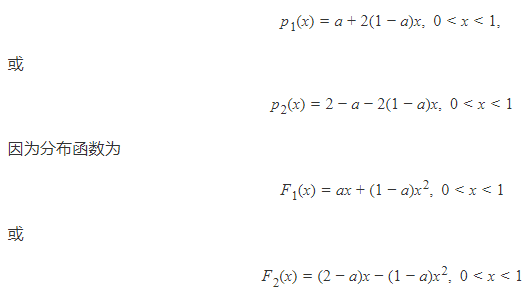 p₁(x) = a + 2(1 − a)x, 0 < x < 1,
或
p₂(x) = 2 − a − 2(1 − a)x, 0 < x < 1
因为分布函数为
F₁(x) = ax + (1 − a)x², 0 < x < 1
或
F₂(x) = (2 − a)x − (1 − a)x², 0 < x < 1